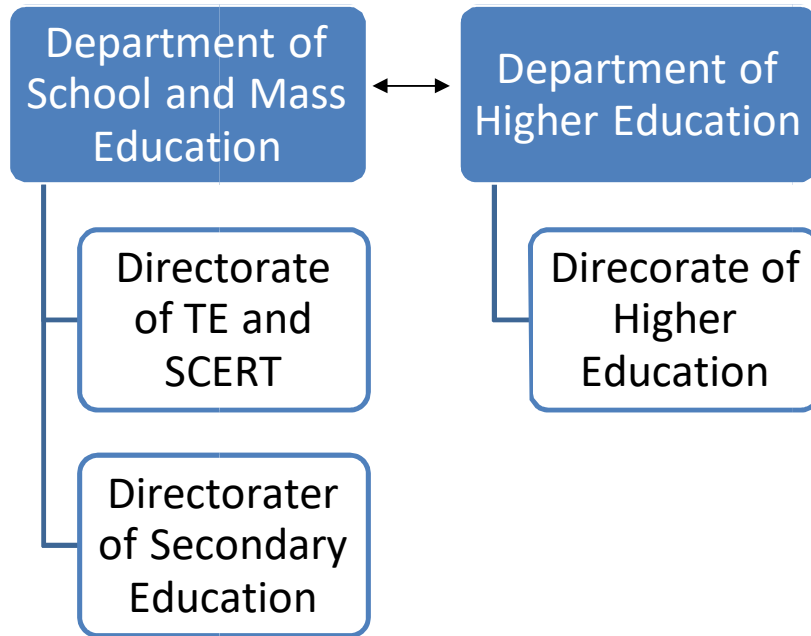 Department of
School and Mass
Education
Department of
Higher Education
Directorate
of TE and
SCERT
Direcorate of
Higher
Education
Directorater
of Secondary
Education